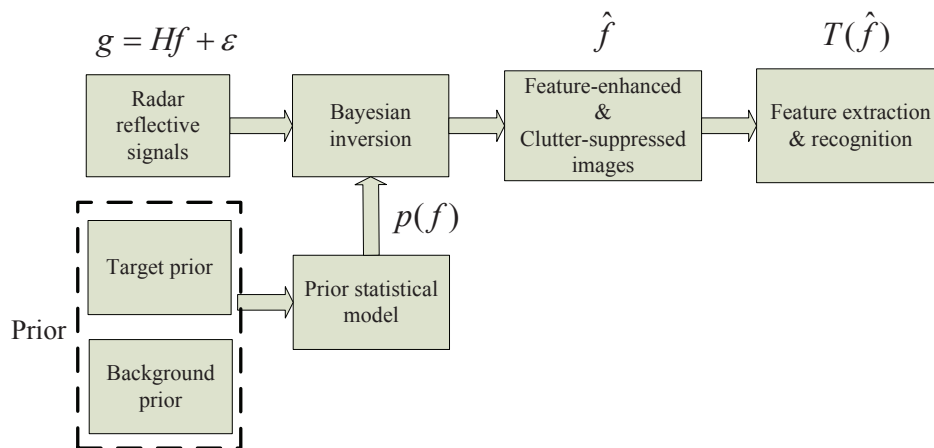 g = Hf + ε
f̂
T(f̂)
Radar
reflective
signals
Bayesian
inversion
Feature-enhanced
&
Clutter-suppressed
images
Feature extraction
& recognition
p(f)
Prior
Target prior
Background
prior
Prior statistical
model